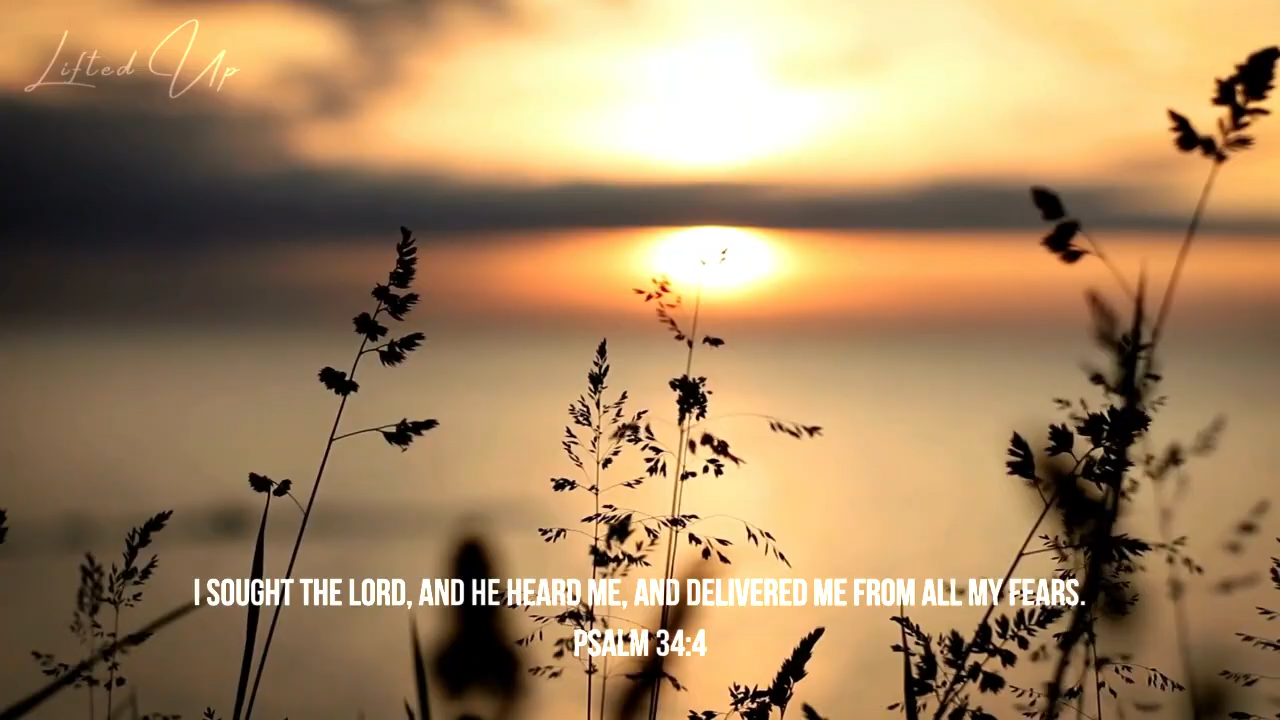 Lifted Up
I SOUGHT THE LORD, AND HE HEARD ME, AND DELIVERED ME FROM ALL MY FEARS.
PSALM 34:4